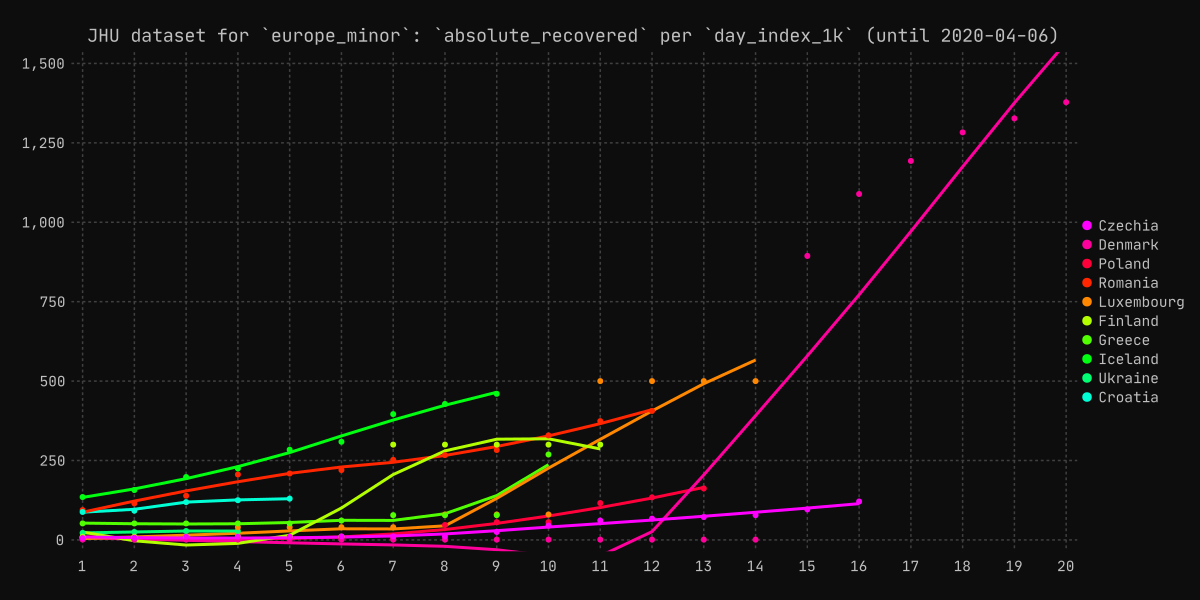 JHU dataset for `europe_minor`: `absolute_recovered` per `day_index_1k` (until 2020-04-06)
1,500
1,250
1,000
750
500
250
0
1 2 3 4 5 6 7 8 9 10 11 12 13 14 15 16 17 18 19 20
Czechia
Denmark
Poland
Romania
Luxembourg
Finland
Greece
Iceland
Ukraine
Croatia